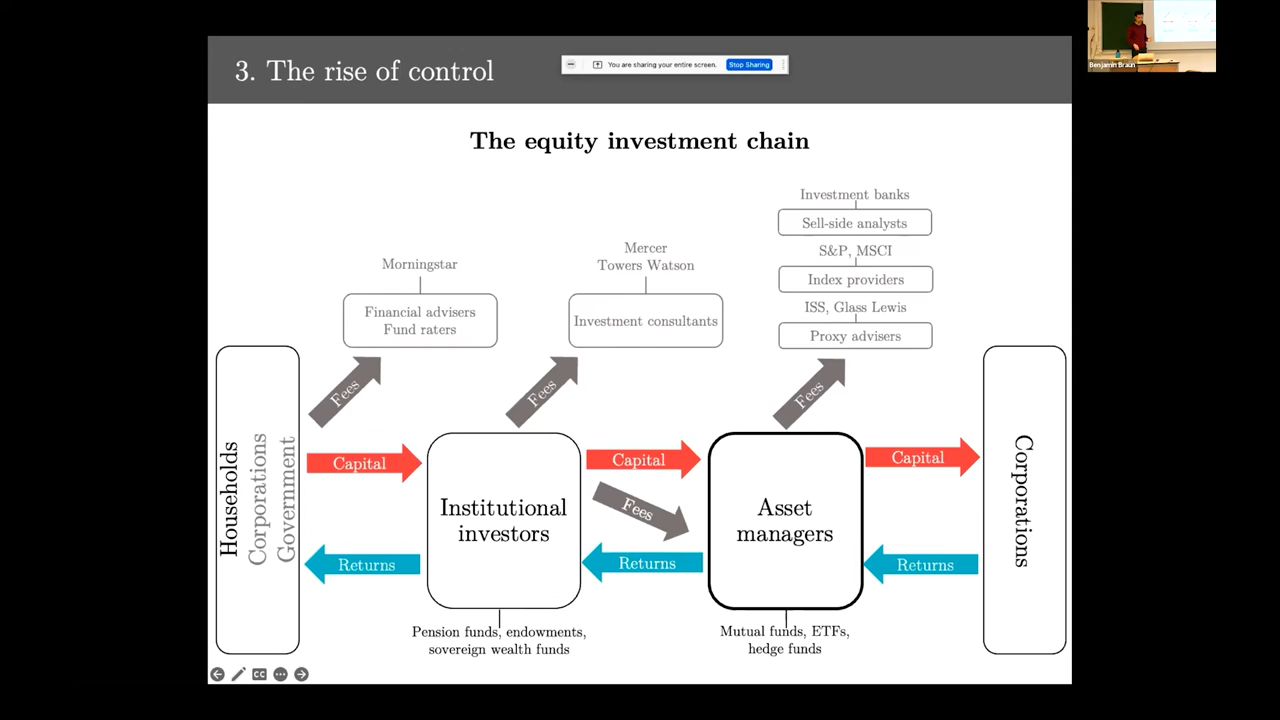 3. The rise of control
You are sharing your entire screen.
Stop Sharing
Benjamin Braun
The equity investment chain
Investment banks
Sell-side analysts
S&P, MSCI
Index providers
ISS, Glass Lewis
Proxy advisers
Mercer
Towers Watson
Investment consultants
Morningstar
Financial advisers
Fund raters
Fees
Fees
Fees
Households
Corporations
Government
Capital
Returns
Institutional
investors
Capital
Fees
Returns
Asset
managers
Capital
Returns
Corporations
Pension funds, endowments,
sovereign wealth funds
Mutual funds, ETFs,
hedge funds
CC